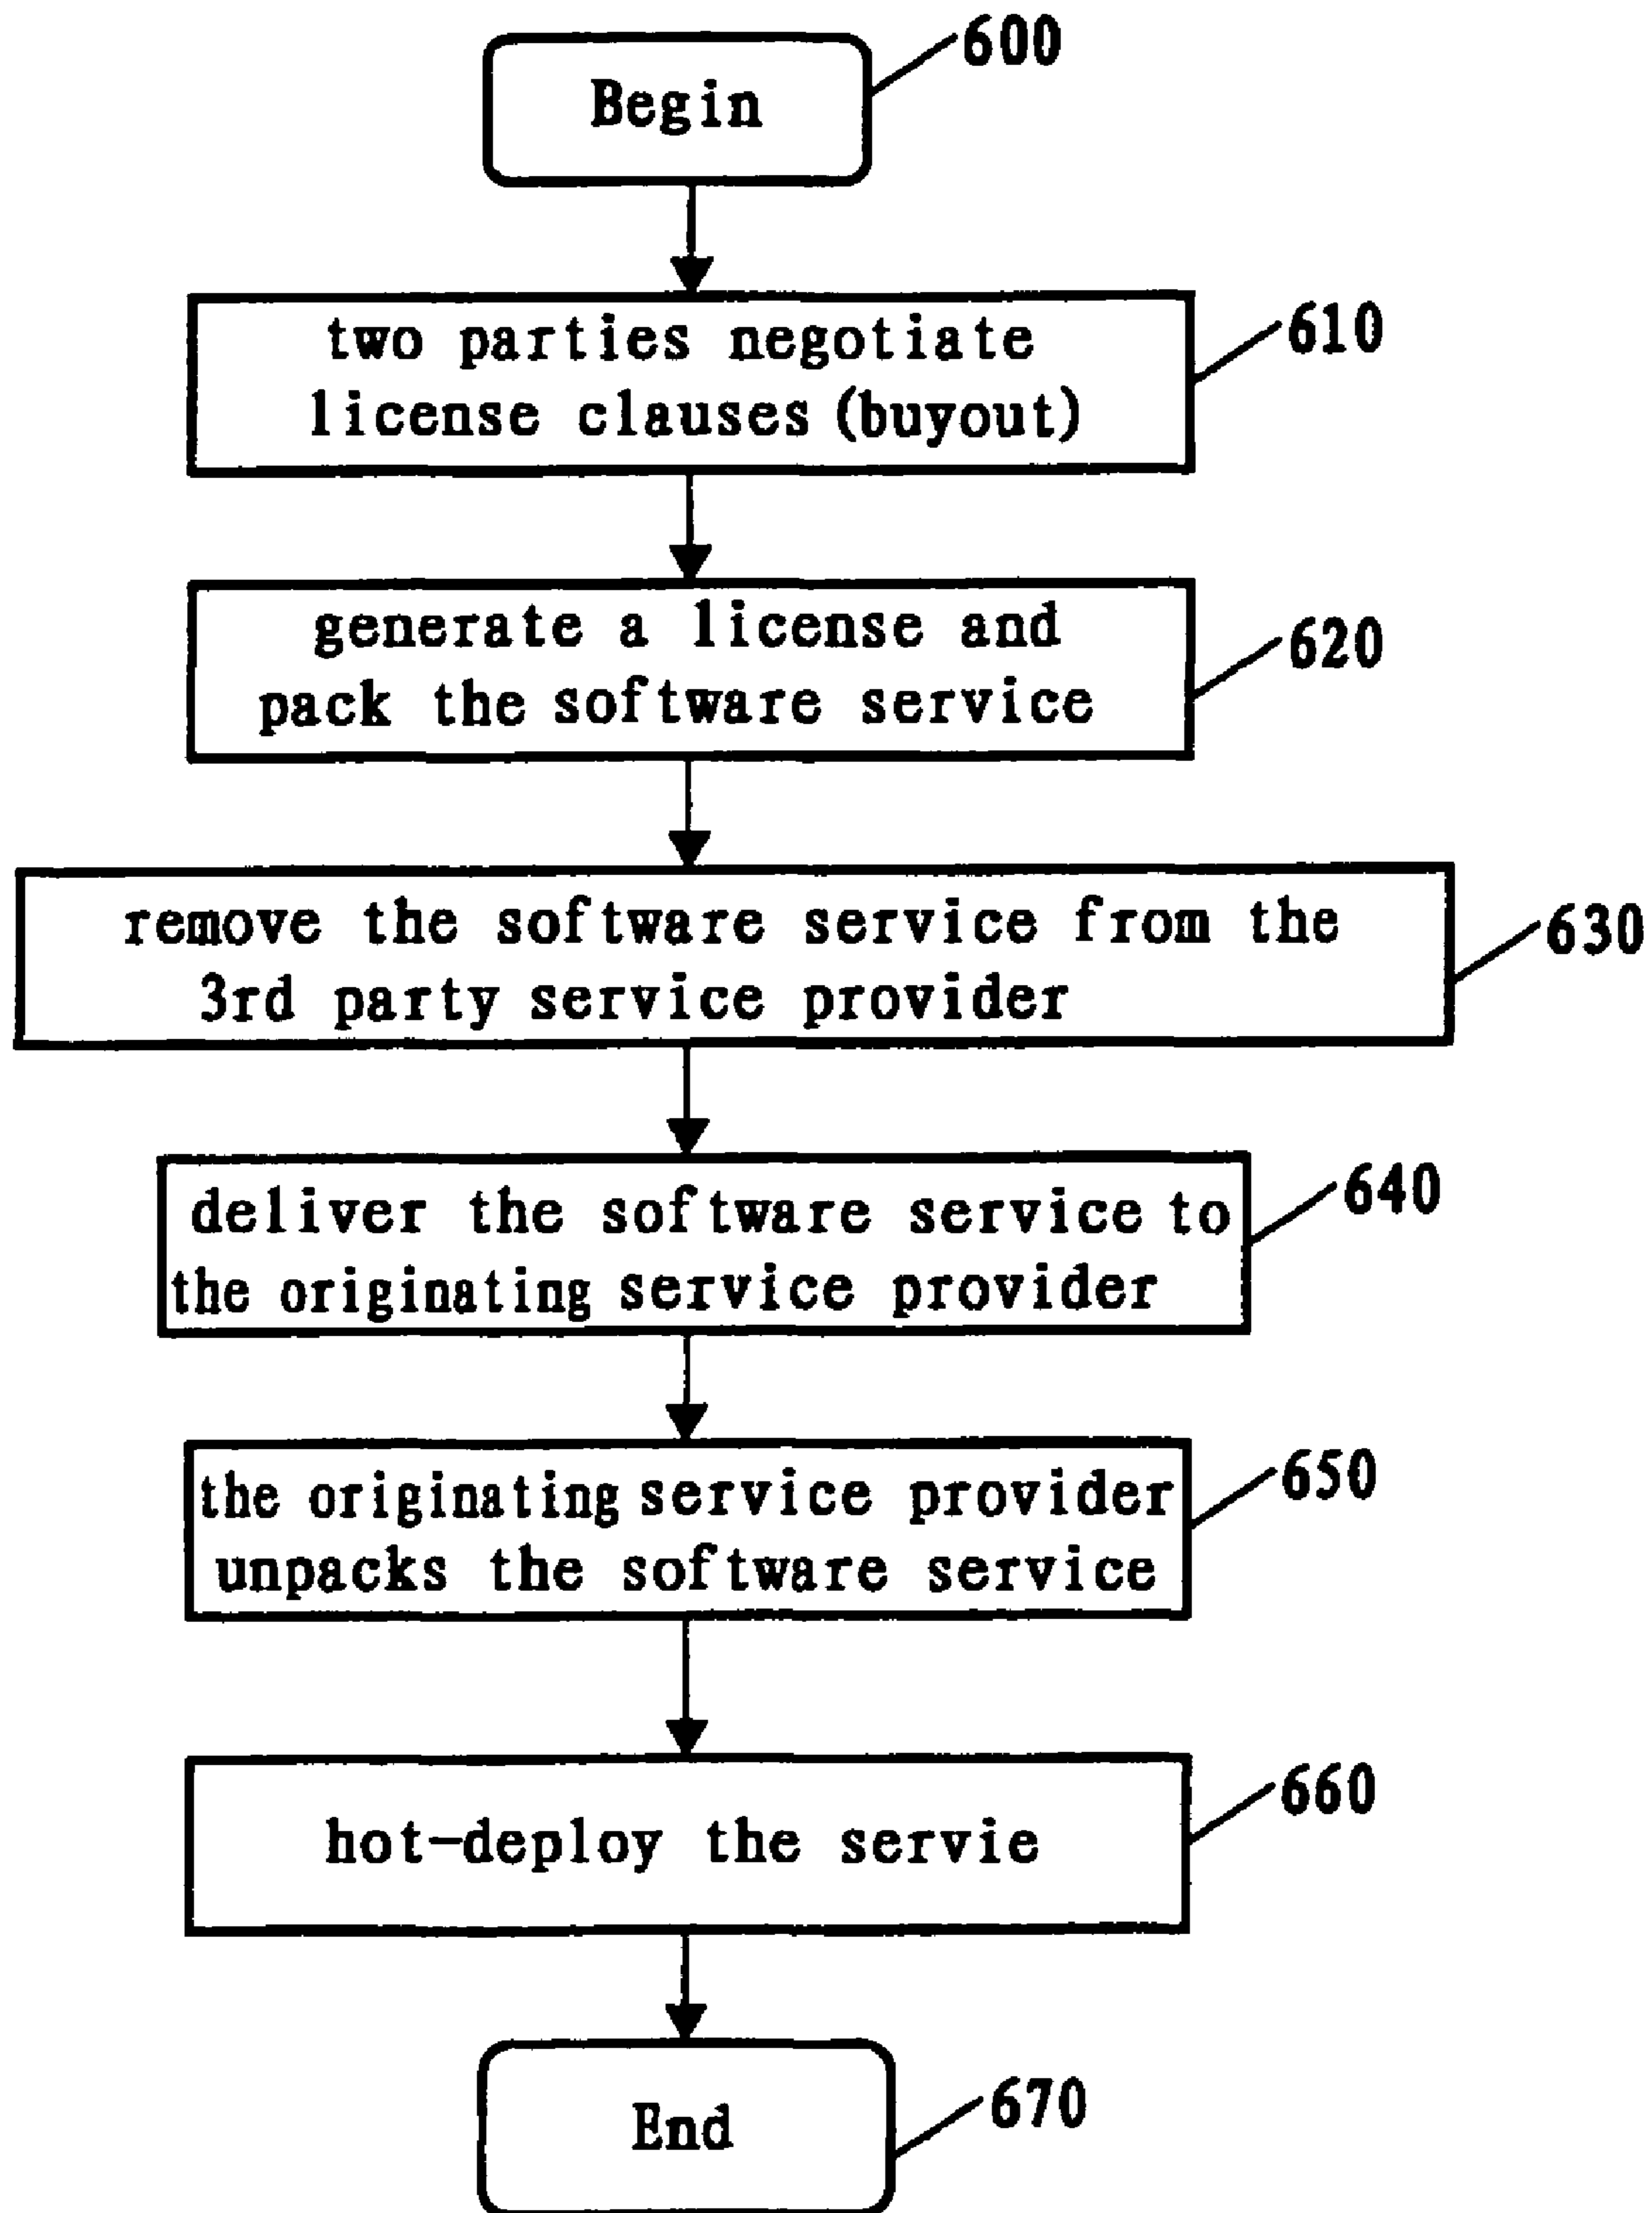 600
Begin
610
two parties negotiate
license clauses (buyout)
620
generate a license and
pack the software service
630
remove the software service from the
3rd party service provider
640
deliver the software service to
the originating service provider
650
the originating service provider
unpacks the software service
660
hot-deploy the servie
670
End